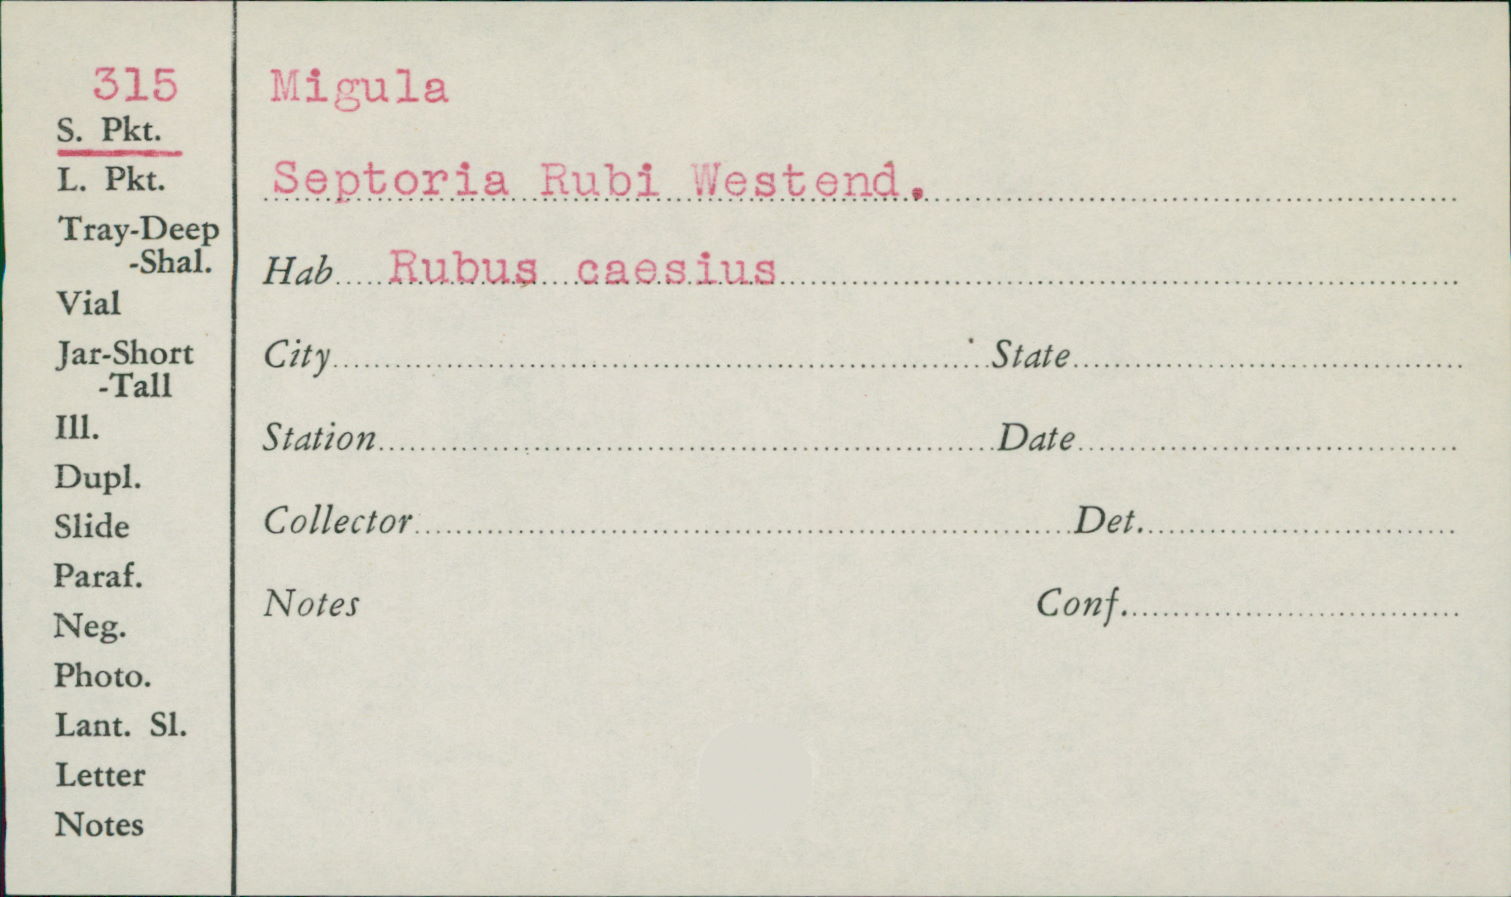 315
S. Pkt.
L. Pkt.
Tray-Deep
-Shal.
Vial
Jar-Short
-Tall
Ill.
Dupl.
Slide
Paraf.
Neg.
Photo.
Lant. Sl.
Letter
Notes
Migula
Septoria Rubi Westend.
Hab Rubus caesius
City State
Station Date
Collector Det.
Notes Conf.